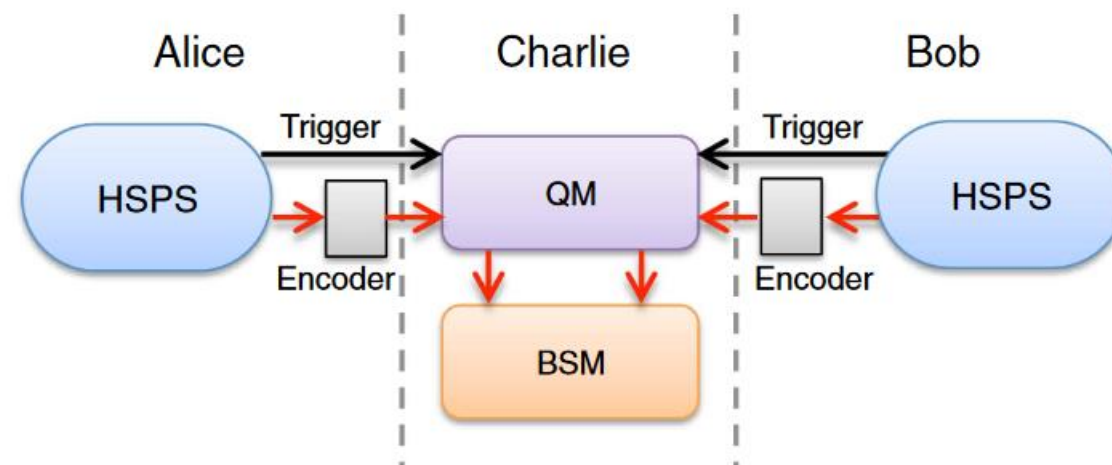 Alice
Charlie
Bob
Trigger
Trigger
HSPS
QM
HSPS
Encoder
Encoder
BSM